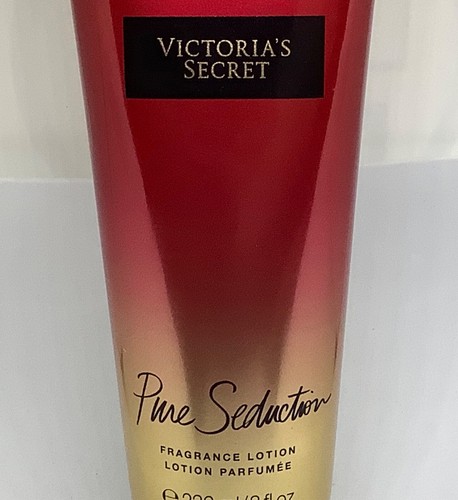 VICTORIA'S
SECRET
Pure Seduction
FRAGRANCE LOTION
LOTION PARFUMÉE